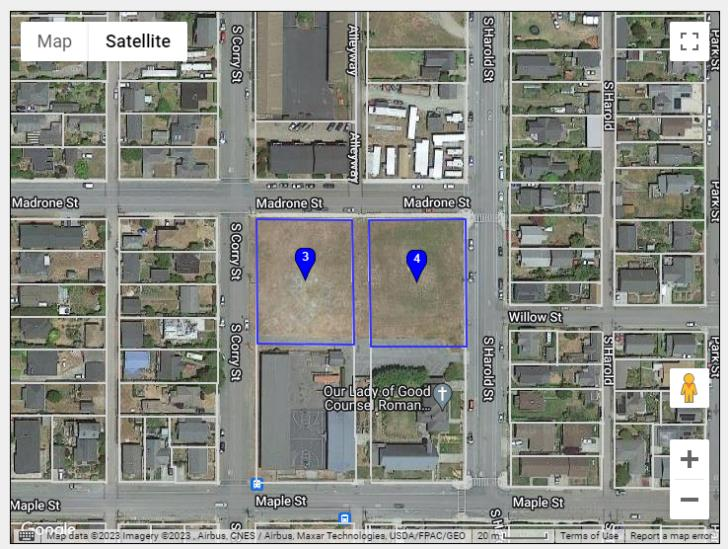 Map
Satellite
S Corry St
Alleyway
S Harold St
Park St
Alleyway
S Harold
Madrone St
Madrone St
Madrone St
Park St
S Corry St
3
4
Willow St
S Corry St
S Harold St
S Harold
Park St
Our Lady of Good
Counsel Roman...
Maple St
Maple St
Maple St
Google
Map data ©2023 Imagery ©2023 , Airbus, CNES / Airbus, Maxar Technologies, USDA/FPAC/GEO
20 m
Terms of Use
Report a map error